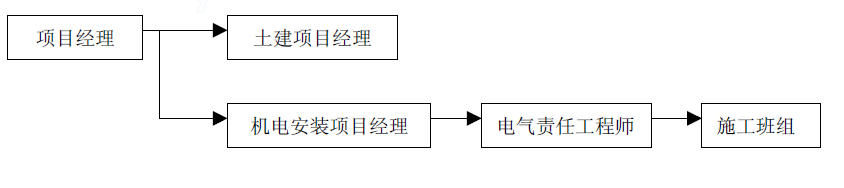 项目经理
土建项目经理
机电安装项目经理
电气责任工程师
施工班组